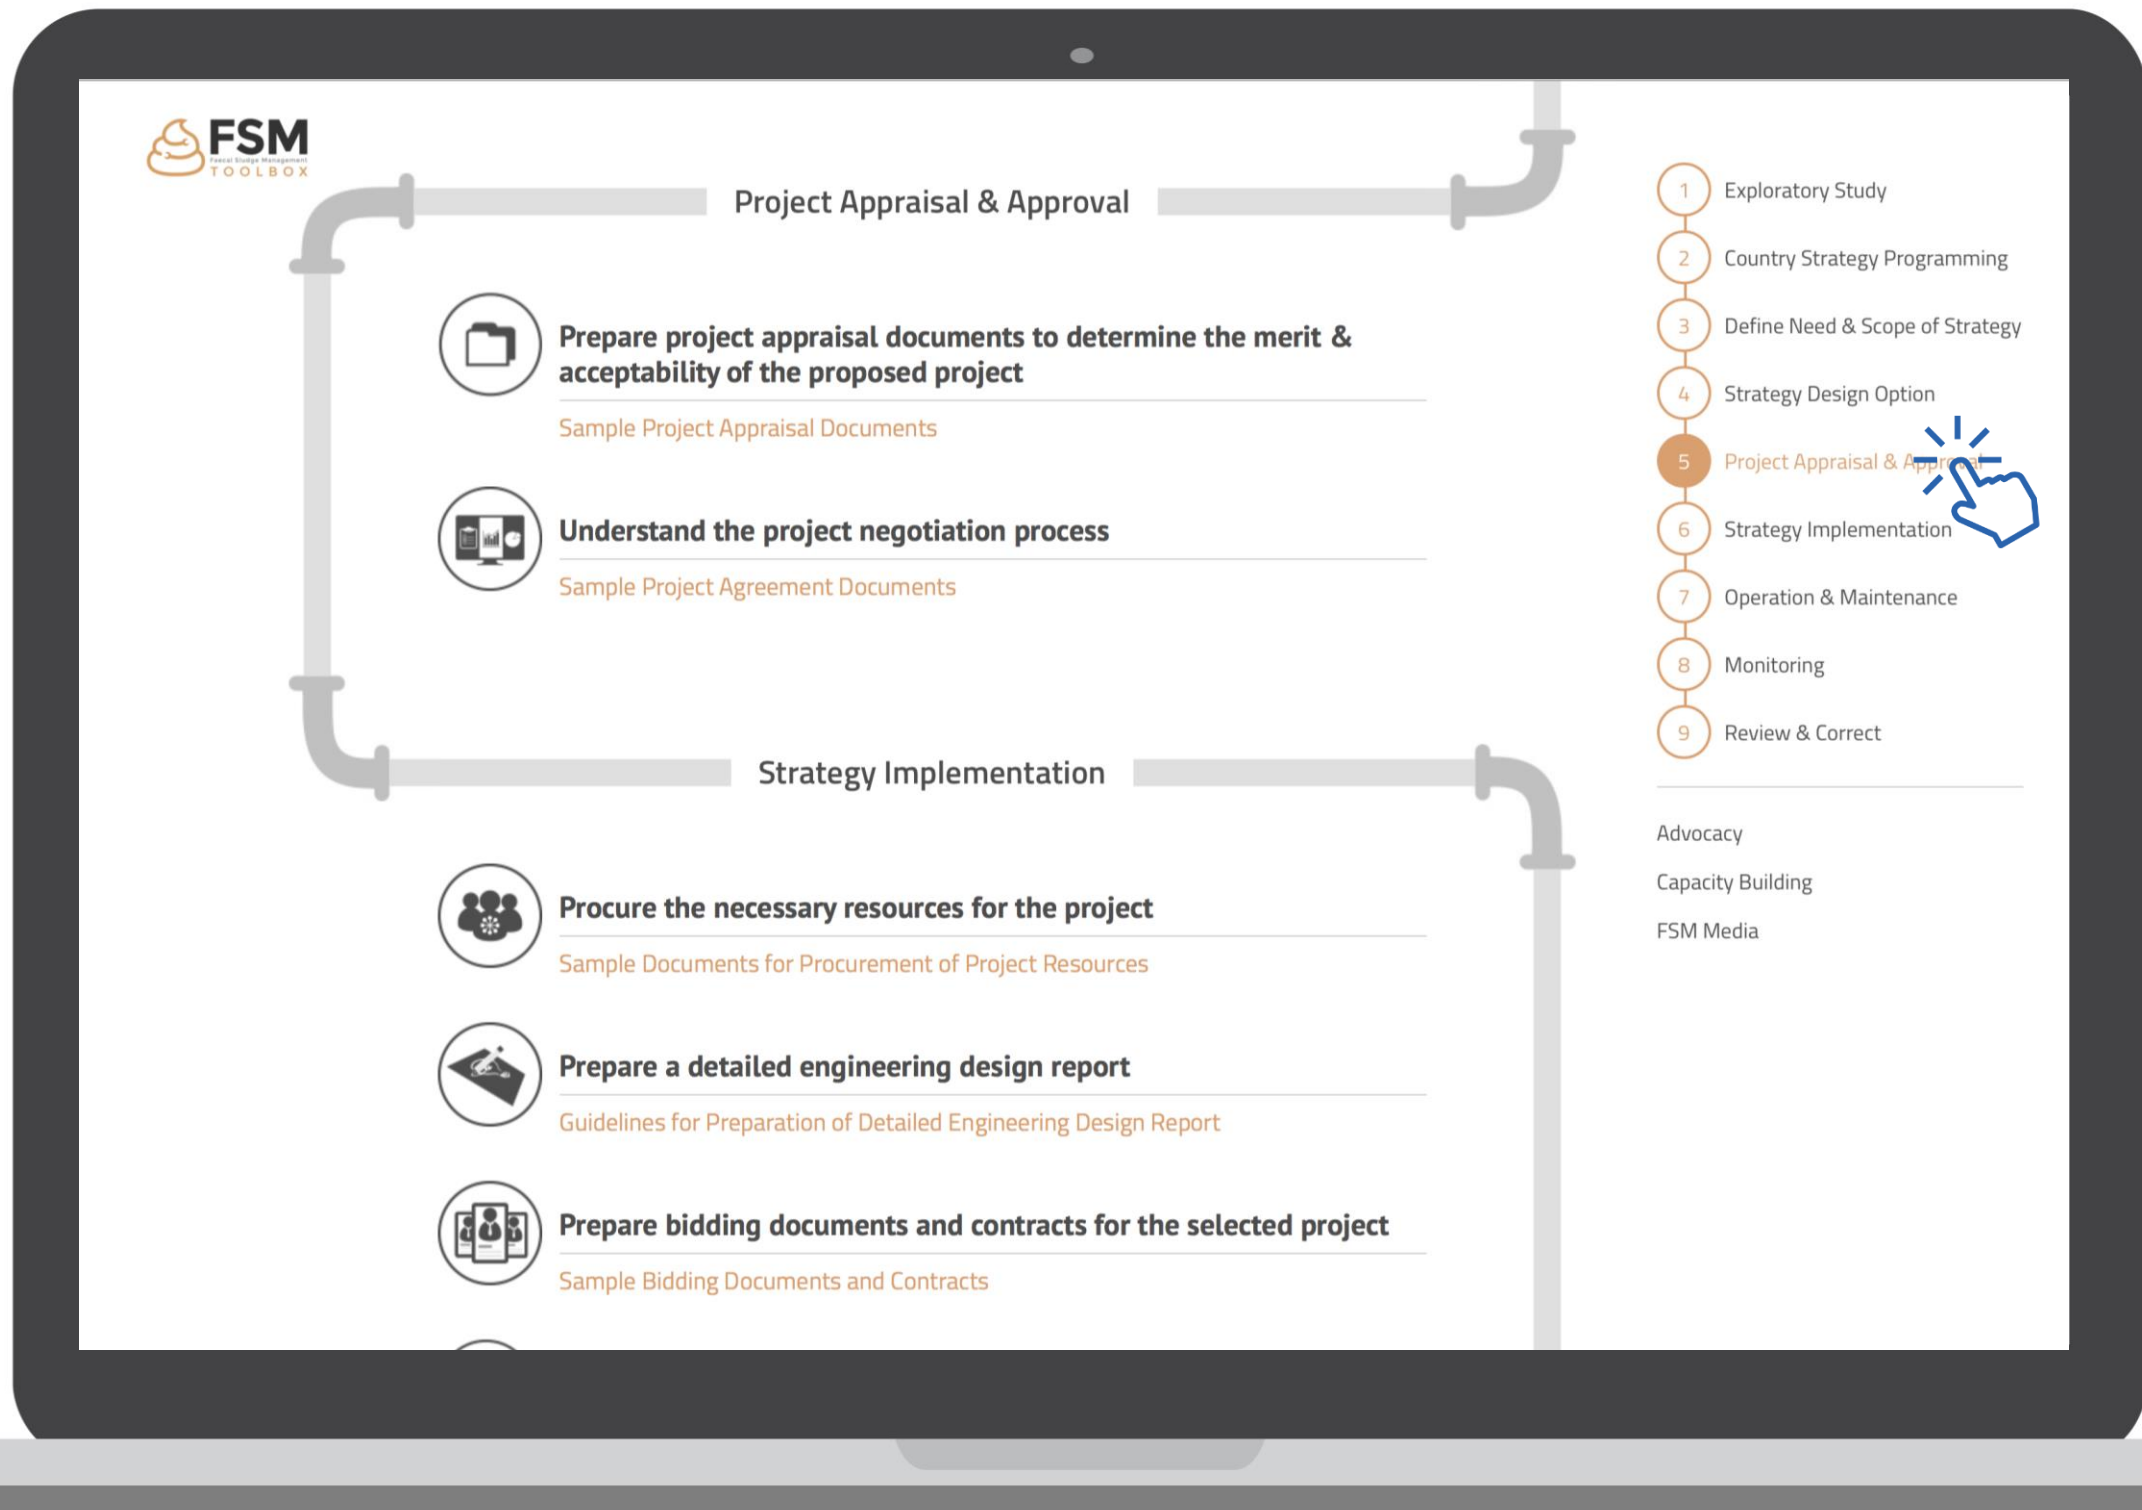 FSM
Faecal Sludge Management
TOOLBOX
Project Appraisal & Approval
Prepare project appraisal documents to determine the merit &
acceptability of the proposed project
Sample Project Appraisal Documents
Understand the project negotiation process
Sample Project Agreement Documents
Strategy Implementation
Procure the necessary resources for the project
Sample Documents for Procurement of Project Resources
Prepare a detailed engineering design report
Guidelines for Preparation of Detailed Engineering Design Report
Prepare bidding documents and contracts for the selected project
Sample Bidding Documents and Contracts
1 Exploratory Study
2 Country Strategy Programming
3 Define Need & Scope of Strategy
4 Strategy Design Option
5 Project Appraisal & Approval
6 Strategy Implementation
7 Operation & Maintenance
8 Monitoring
9 Review & Correct
Advocacy
Capacity Building
FSM Media